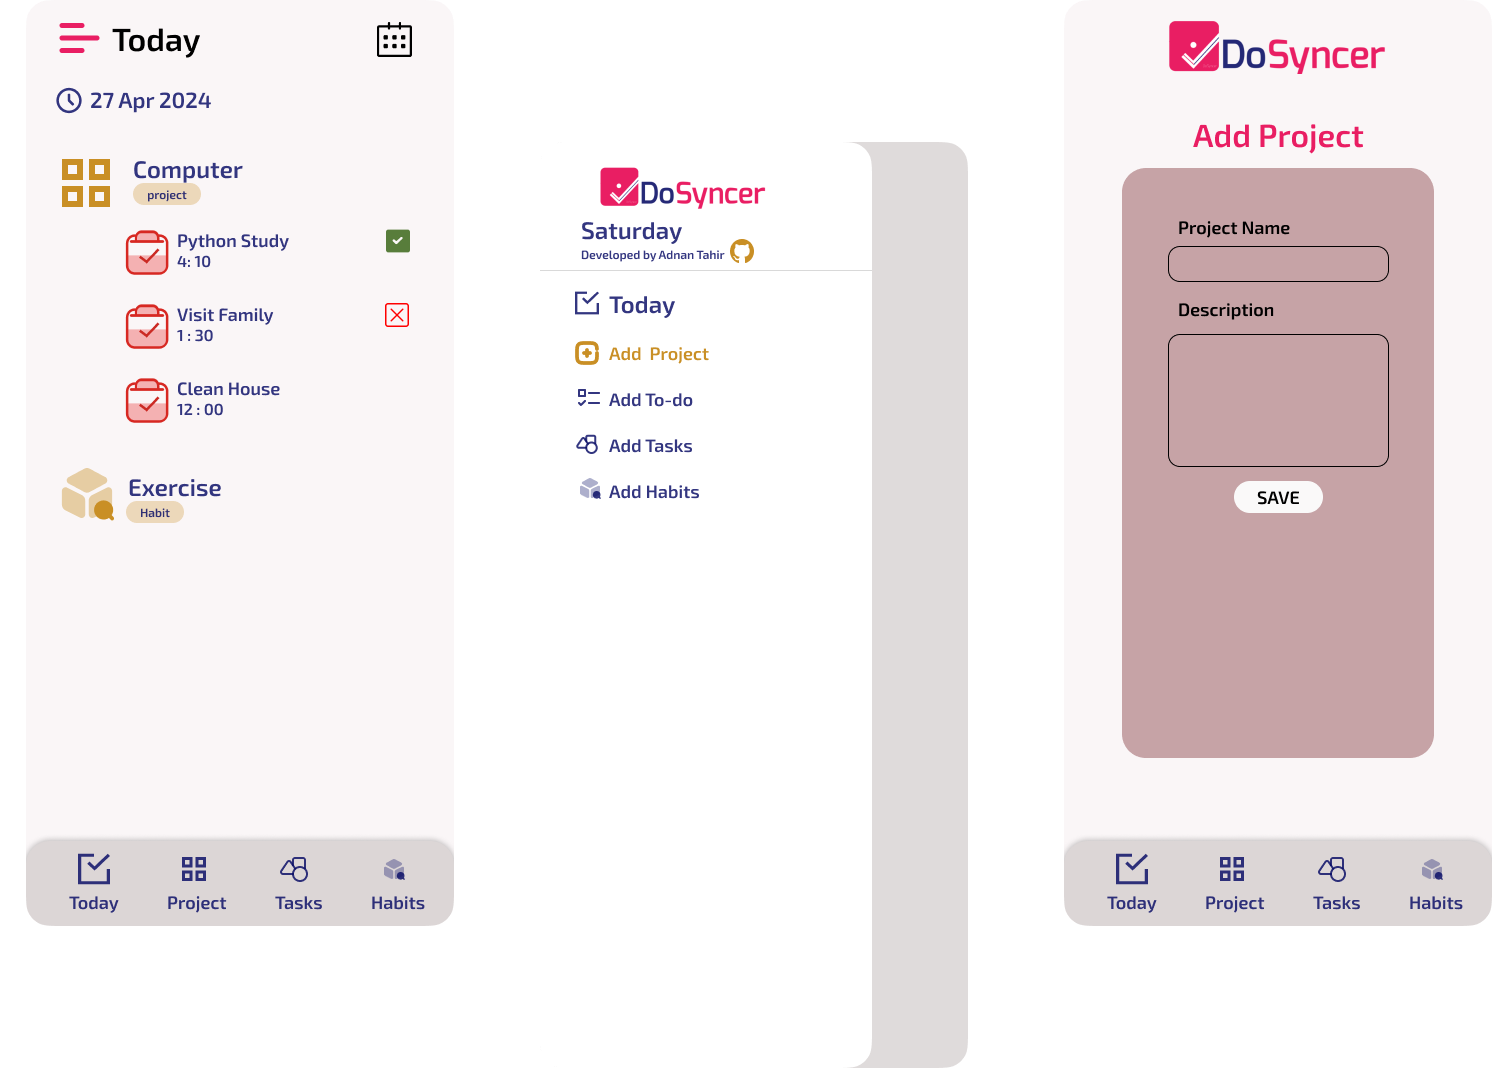 Today
27 Apr 2024
Computer
project
Python Study
4: 10
Visit Family
1 : 30
Clean House
12 : 00
Exercise
Habit
Today
Project
Tasks
Habits
DoSyncer
Saturday
Developed by Adnan Tahir
Today
Add  Project
Add To-do
Add Tasks
Add Habits
DoSyncer
Add Project
Project Name
Description
SAVE
Today
Project
Tasks
Habits